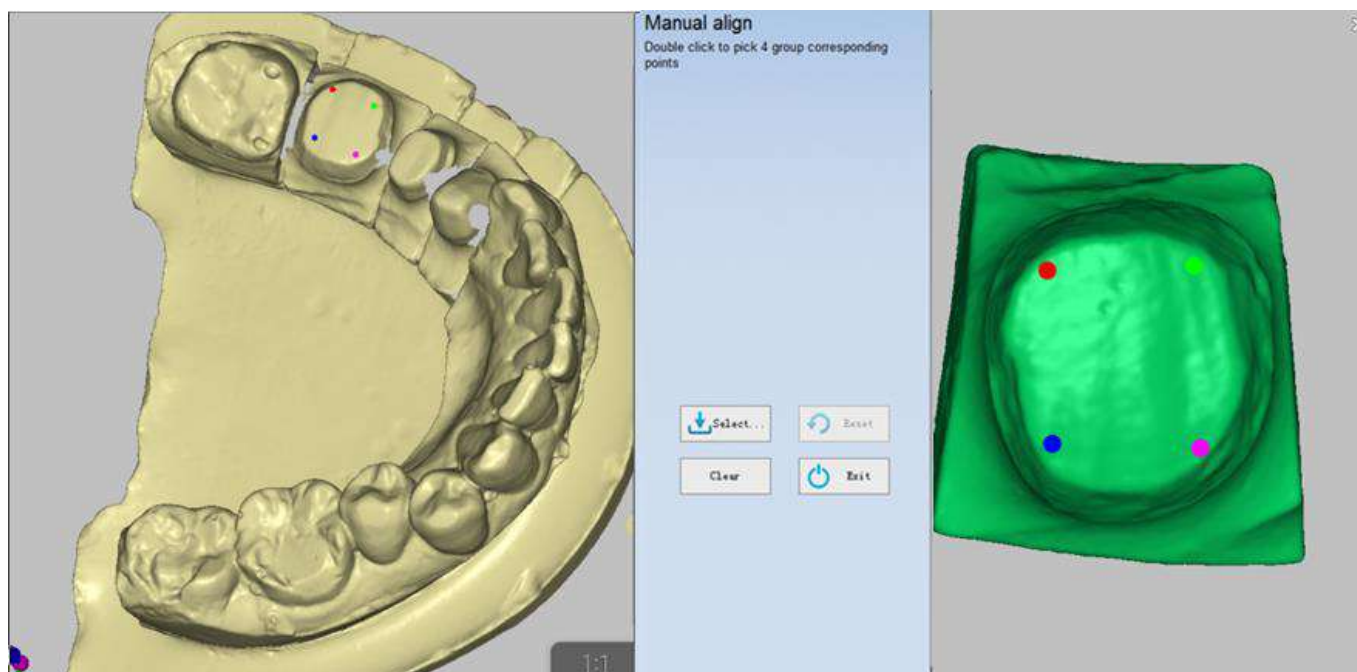 Manual align
Double click to pick 4 group corresponding
points
Select...
Reset
Clear
Exit
1:1